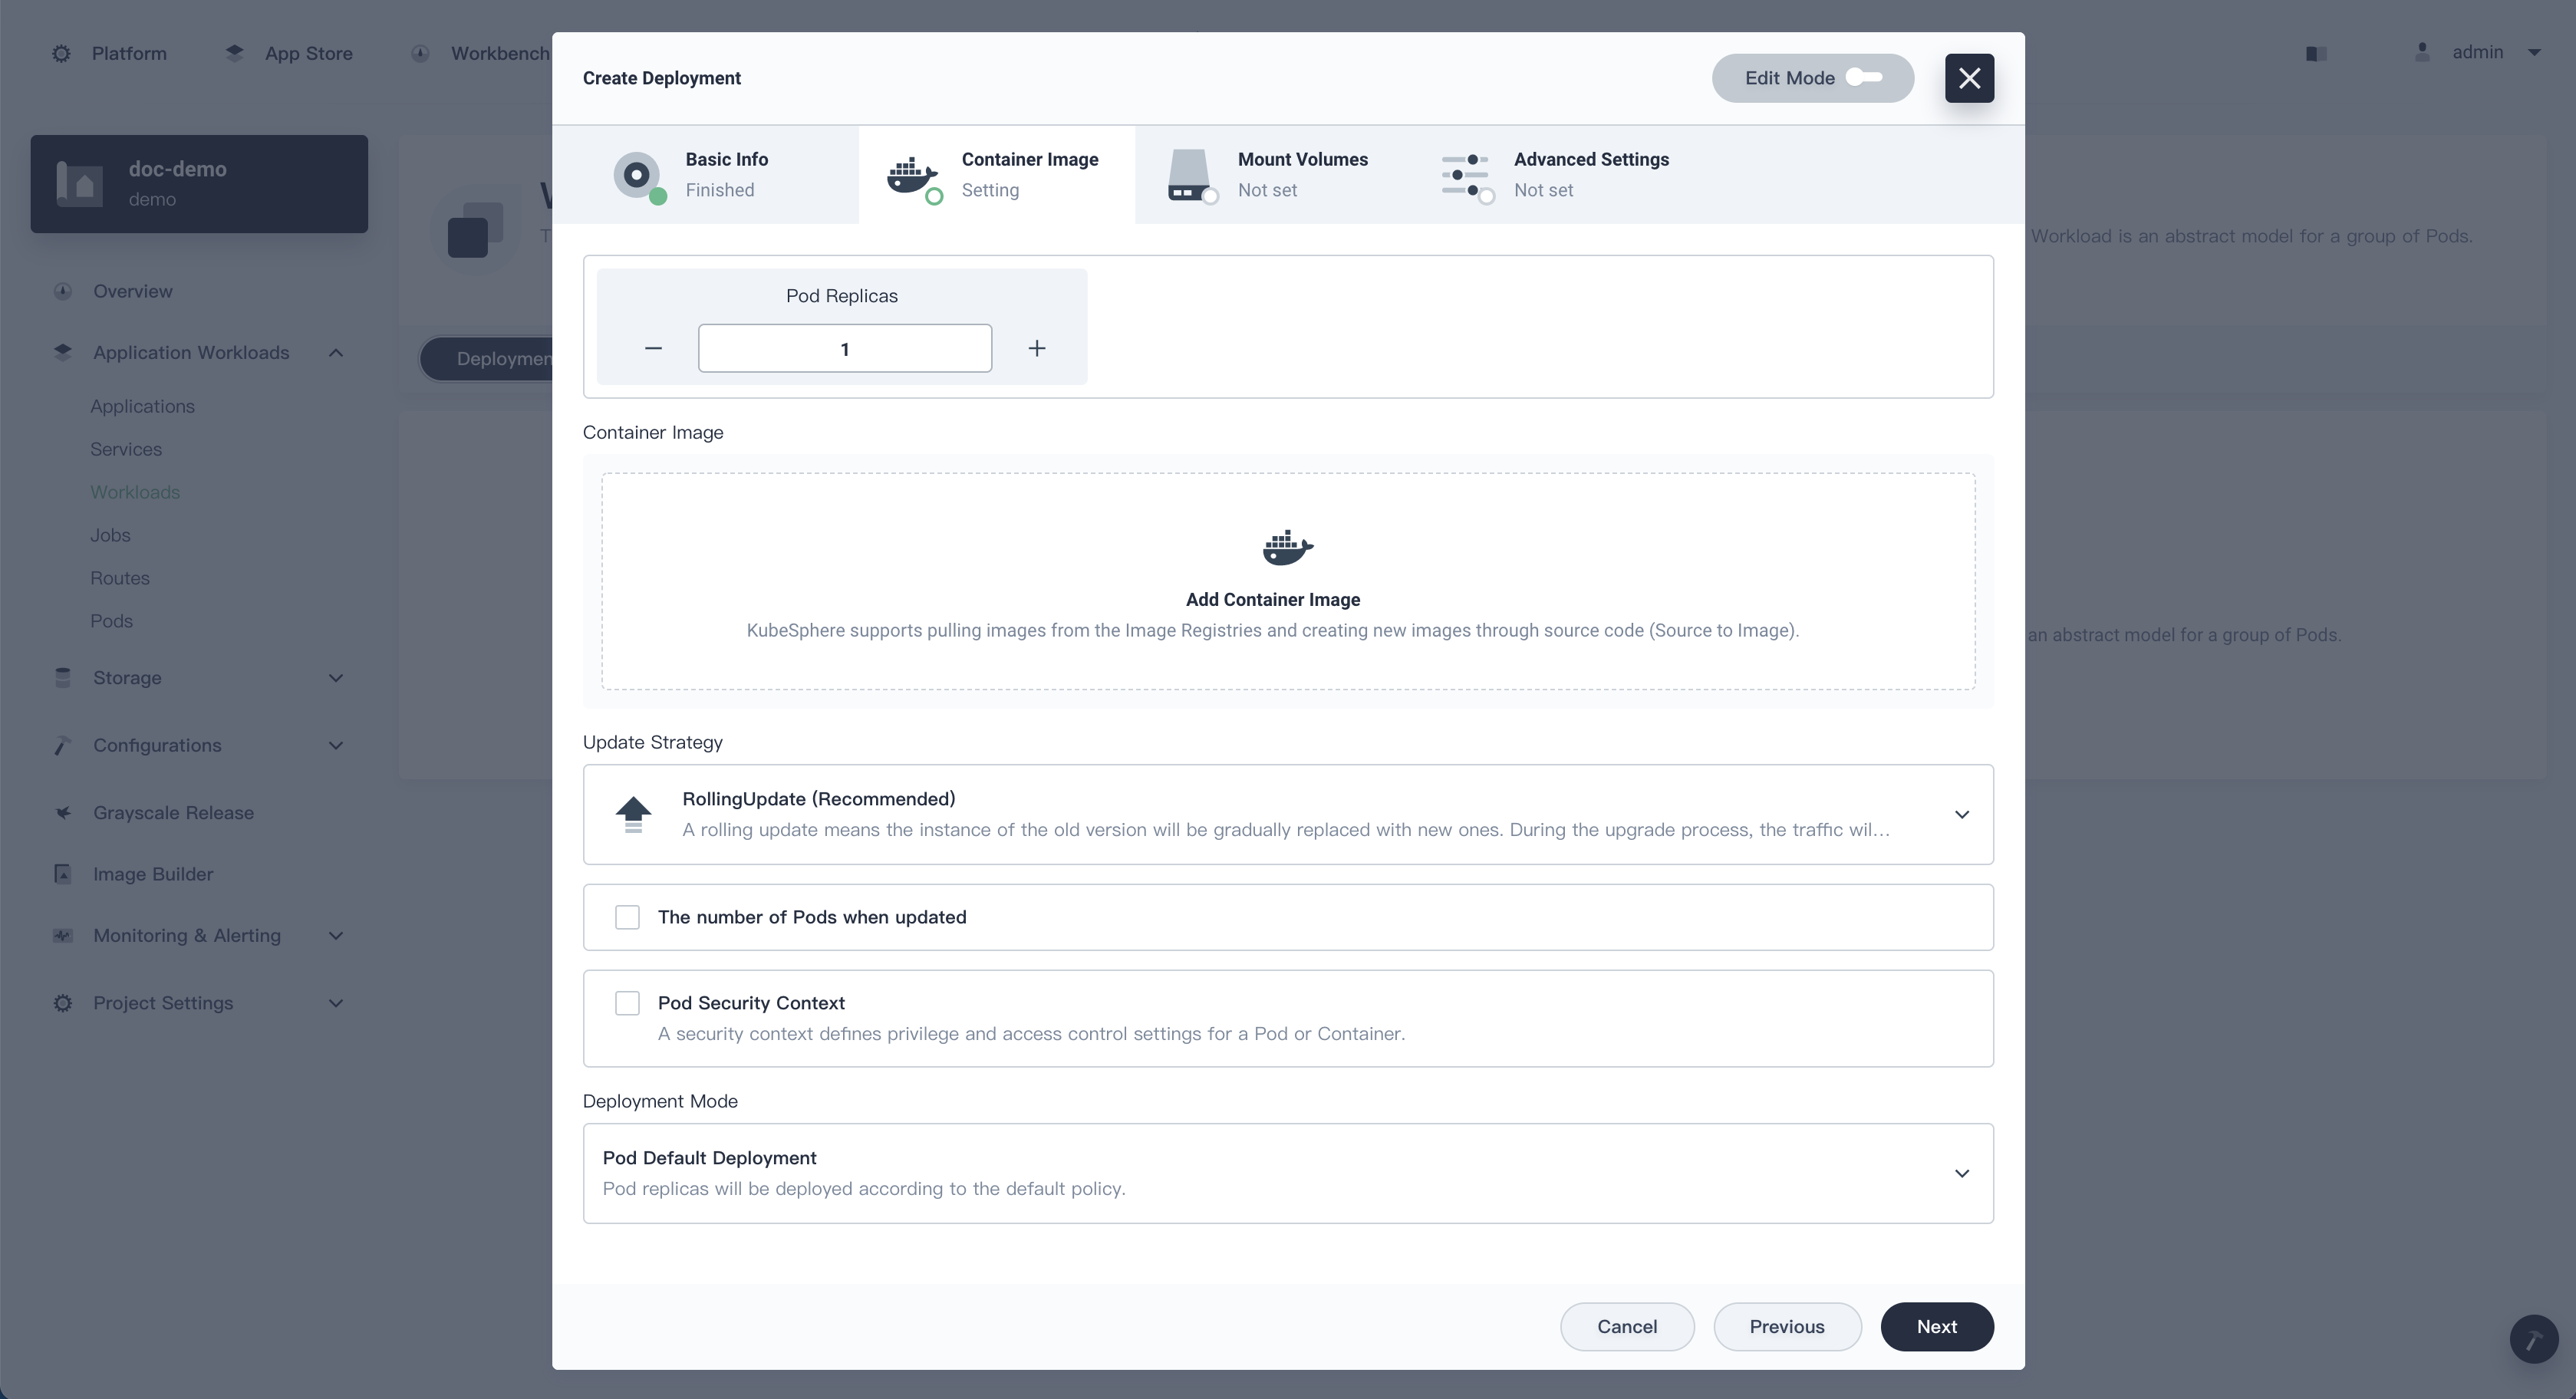 Platform
App Store
Workbench
admin
Create Deployment
Edit Mode
doc-demo
demo
Basic Info
Finished
Container Image
Setting
Mount Volumes
Not set
Advanced Settings
Not set
Workload is an abstract model for a group of Pods.
Overview
Application Workloads
Applications
Services
Workloads
Jobs
Routes
Pods
Storage
Configurations
Grayscale Release
Image Builder
Monitoring & Alerting
Project Settings
Deploymen
Pod Replicas
1
Container Image
Add Container Image
KubeSphere supports pulling images from the Image Registries and creating new images through source code (Source to Image).
an abstract model for a group of Pods.
Update Strategy
RollingUpdate (Recommended)
A rolling update means the instance of the old version will be gradually replaced with new ones. During the upgrade process, the traffic wil...
The number of Pods when updated
Pod Security Context
A security context defines privilege and access control settings for a Pod or Container.
Deployment Mode
Pod Default Deployment
Pod replicas will be deployed according to the default policy.
Cancel
Previous
Next